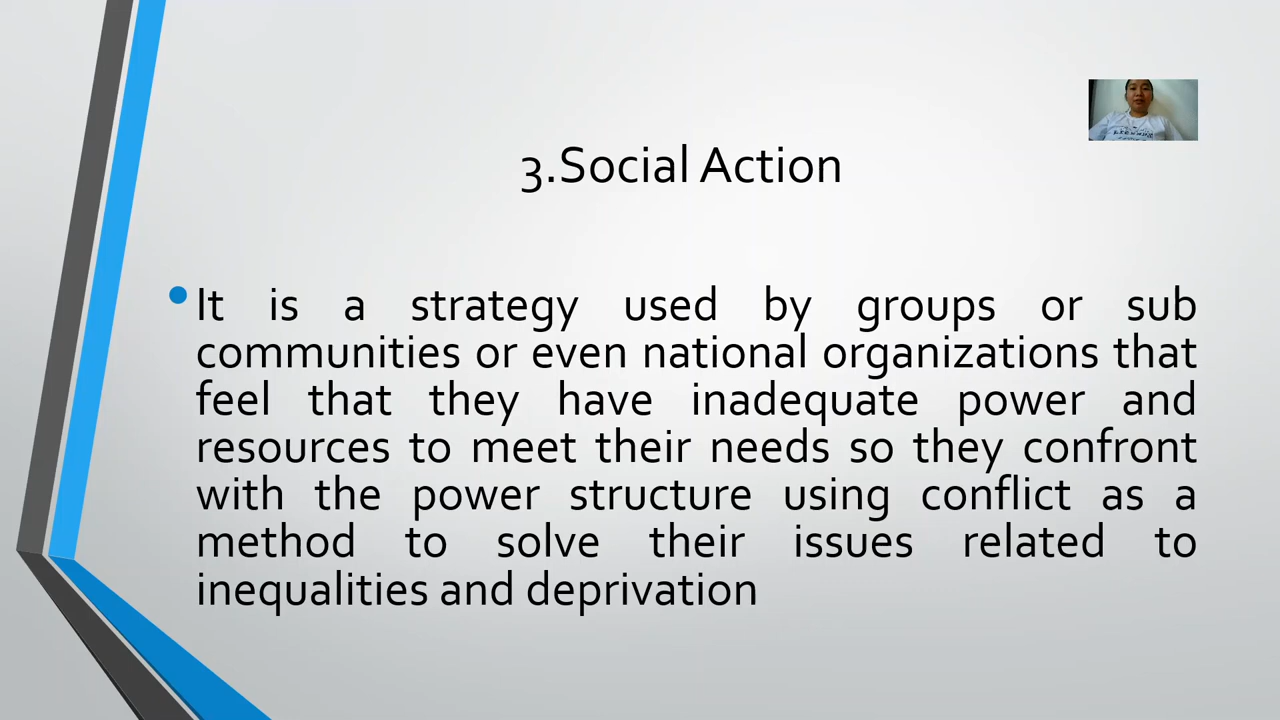 3.Social Action
It is a strategy used by groups or sub
communities or even national organizations that
feel that they have inadequate power and
resources to meet their needs so they confront
with the power structure using conflict as a
method to solve their issues related to
inequalities and deprivation